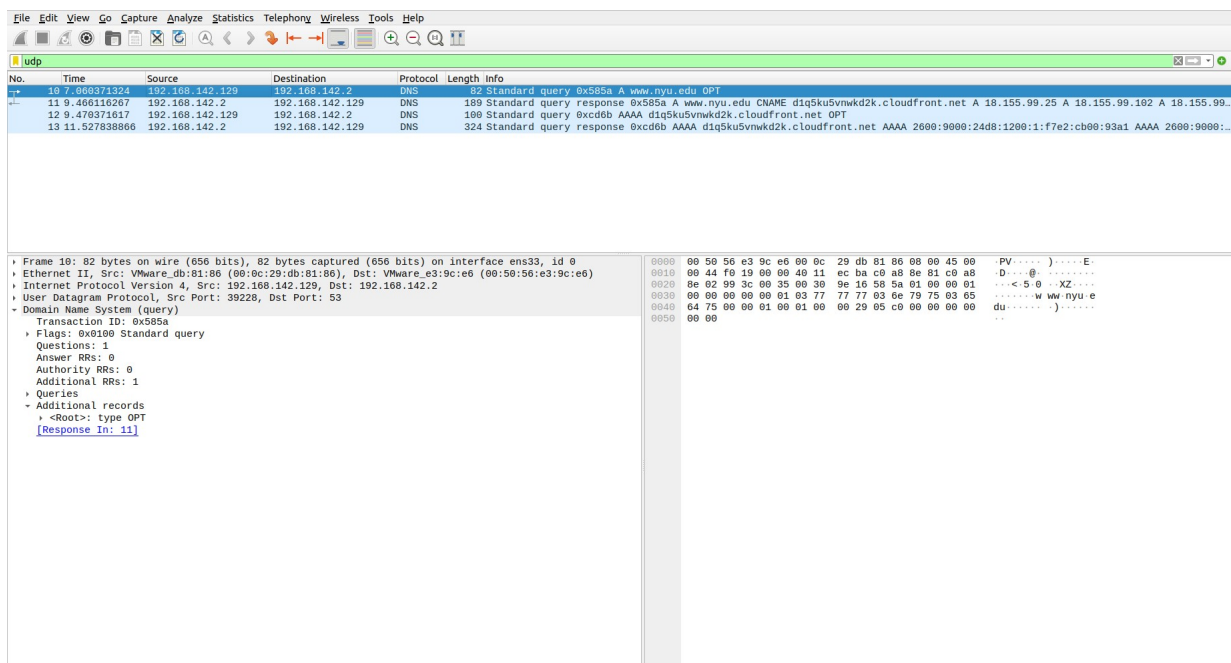 File Edit View Go Capture Analyze Statistics Telephony Wireless Tools Help
udp
No. Time Source Destination Protocol Length Info
10 7.060371324 192.168.142.129 192.168.142.2 DNS 82 Standard query 0x585a A www.nyu.edu OPT
11 9.466116267 192.168.142.2 192.168.142.129 DNS 189 Standard query response 0x585a A www.nyu.edu CNAME d1q5ku5vnwkd2k.cloudfront.net A 18.155.99.25 A 18.155.99.102 A 18.155.99…
12 9.470371617 192.168.142.129 192.168.142.2 DNS 100 Standard query 0xcd6b AAAA d1q5ku5vnwkd2k.cloudfront.net OPT
13 11.527838866 192.168.142.2 192.168.142.129 DNS 324 Standard query response 0xcd6b AAAA d1q5ku5vnwkd2k.cloudfront.net AAAA 2600:9000:24d8:1200:1:f7e2:cb00:93a1 AAAA 2600:9000:…
Frame 10: 82 bytes on wire (656 bits), 82 bytes captured (656 bits) on interface ens33, id 0
Ethernet II, Src: VMware_db:81:86 (00:0c:29:db:81:86), Dst: VMware_e3:9c:e6 (00:50:56:e3:9c:e6)
Internet Protocol Version 4, Src: 192.168.142.129, Dst: 192.168.142.2
User Datagram Protocol, Src Port: 39228, Dst Port: 53
Domain Name System (query)
Transaction ID: 0x585a
Flags: 0x0100 Standard query
Questions: 1
Answer RRs: 0
Authority RRs: 0
Additional RRs: 1
Queries
Additional records
<Root>: type OPT
[Response In: 11]
0000 00 50 56 e3 9c e6 00 0c 29 db 81 86 08 00 45 00 ·PV·····)·····E·
0010 00 44 f0 19 00 00 40 11 ec ba c0 a8 8e 81 c0 a8 ·D····@·········
0020 8e 02 99 3c 00 35 00 30 9e 16 58 5a 01 00 00 01 ···<·5·0··XZ····
0030 00 00 00 00 00 01 03 77 77 77 03 6e 79 75 03 65 ·······w ww·nyu·e
0040 64 75 00 00 01 00 01 00 00 29 05 c0 00 00 00 00 du·······)······
0050 00 00 ··